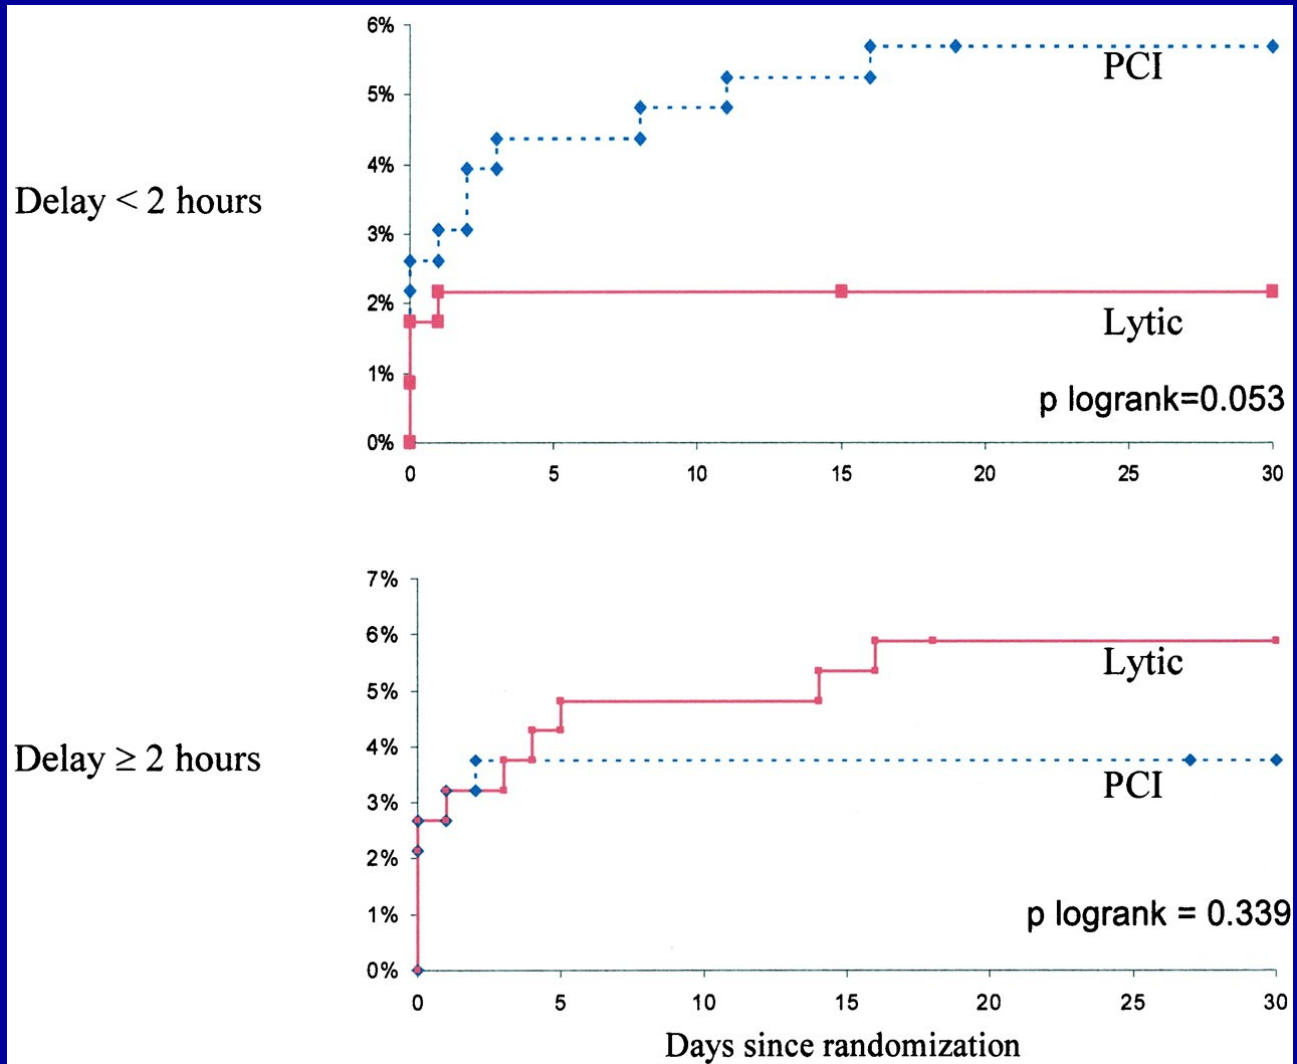 6%
5%
4%
3%
2%
1%
0%
Delay < 2 hours
PCI
Lytic
p logrank=0.053
0 5 10 15 20 25 30
7%
6%
5%
4%
3%
2%
1%
0%
Delay ≥ 2 hours
Lytic
PCI
p logrank = 0.339
0 5 10 15 20 25 30
Days since randomization